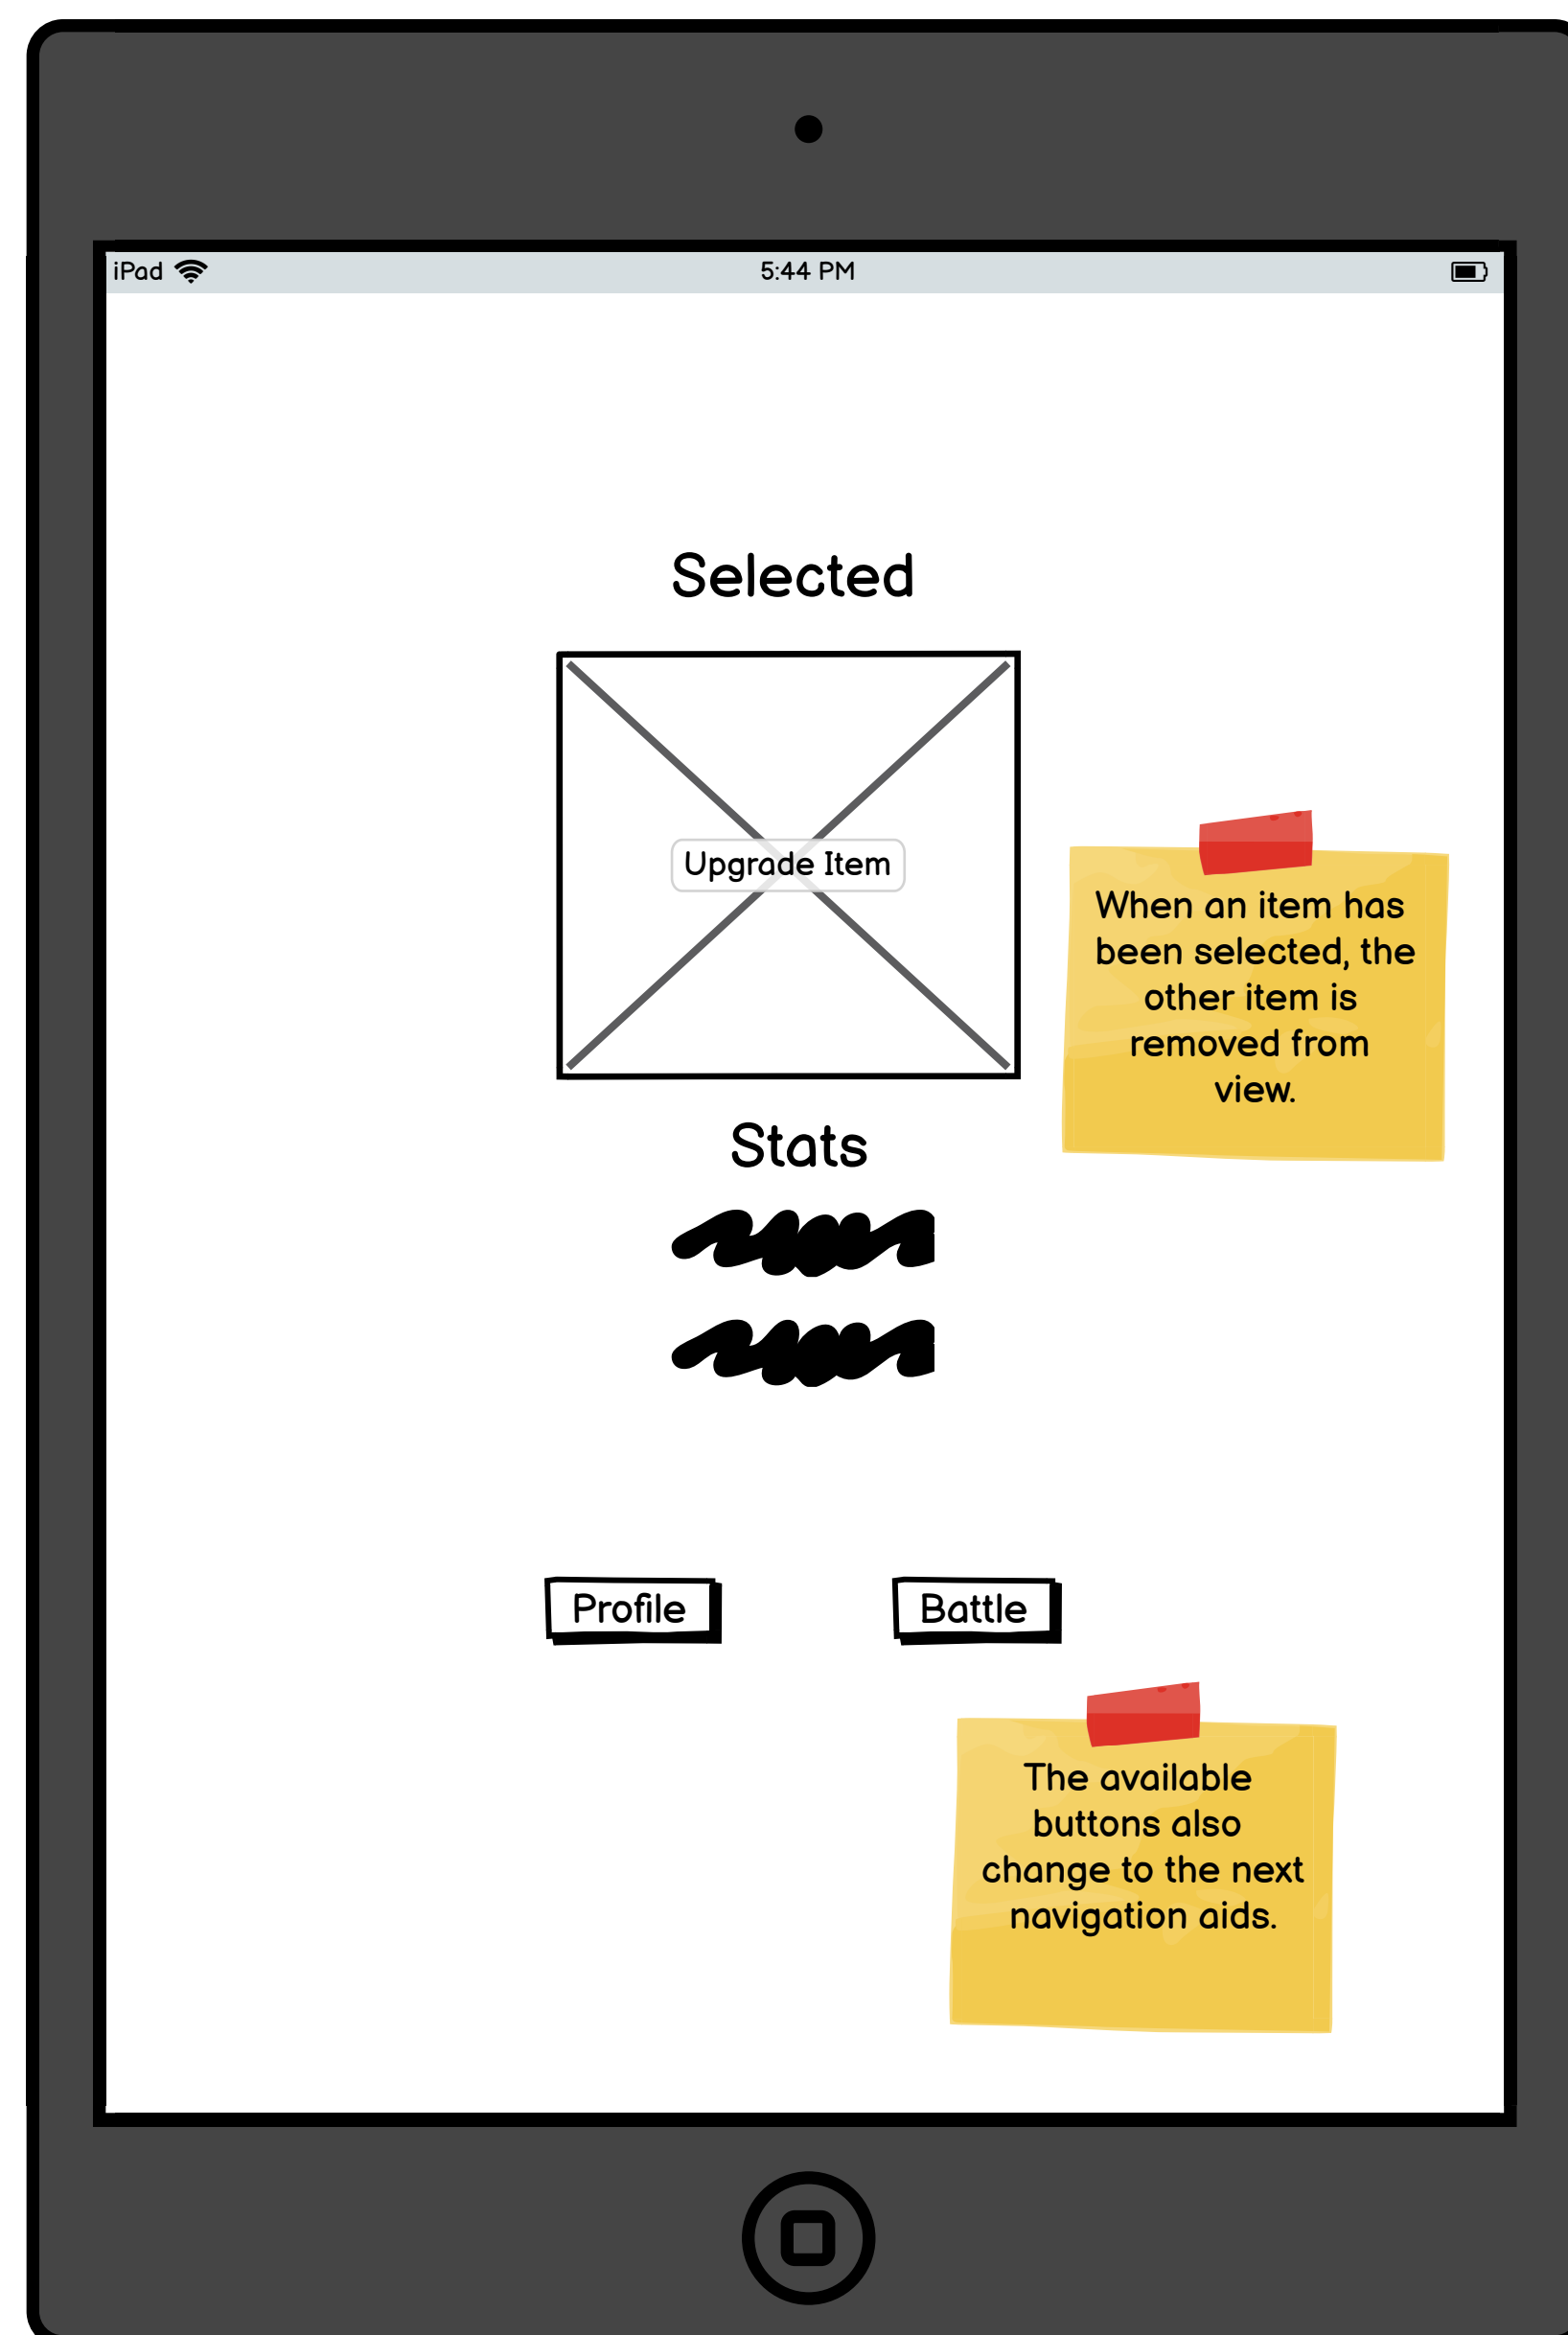 iPad 5:44 PM
Selected
Upgrade Item
When an item has
been selected, the
other item is
removed from
view.
Stats
Profile Battle
The available
buttons also
change to the next
navigation aids.